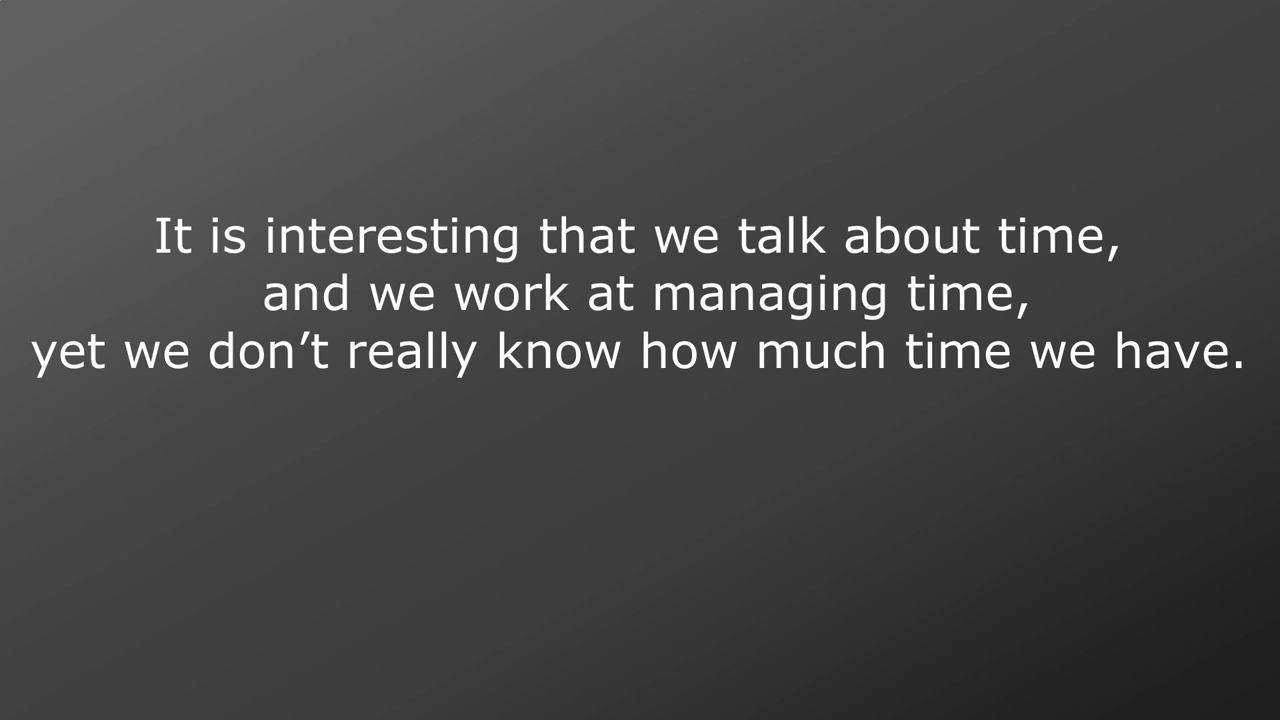 It is interesting that we talk about time,
and we work at managing time,
yet we don’t really know how much time we have.